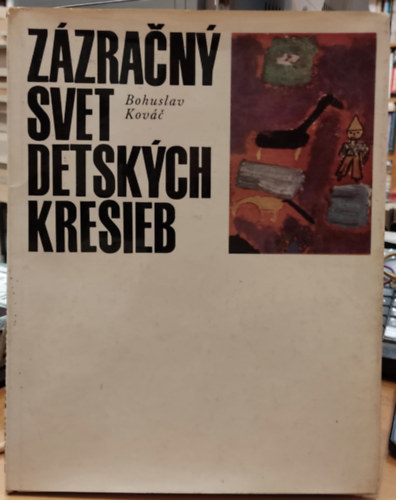 ZÁZRAČNÝ
SVET
Bohuslav
Kováč
DETSKÝCH
KRESIEB